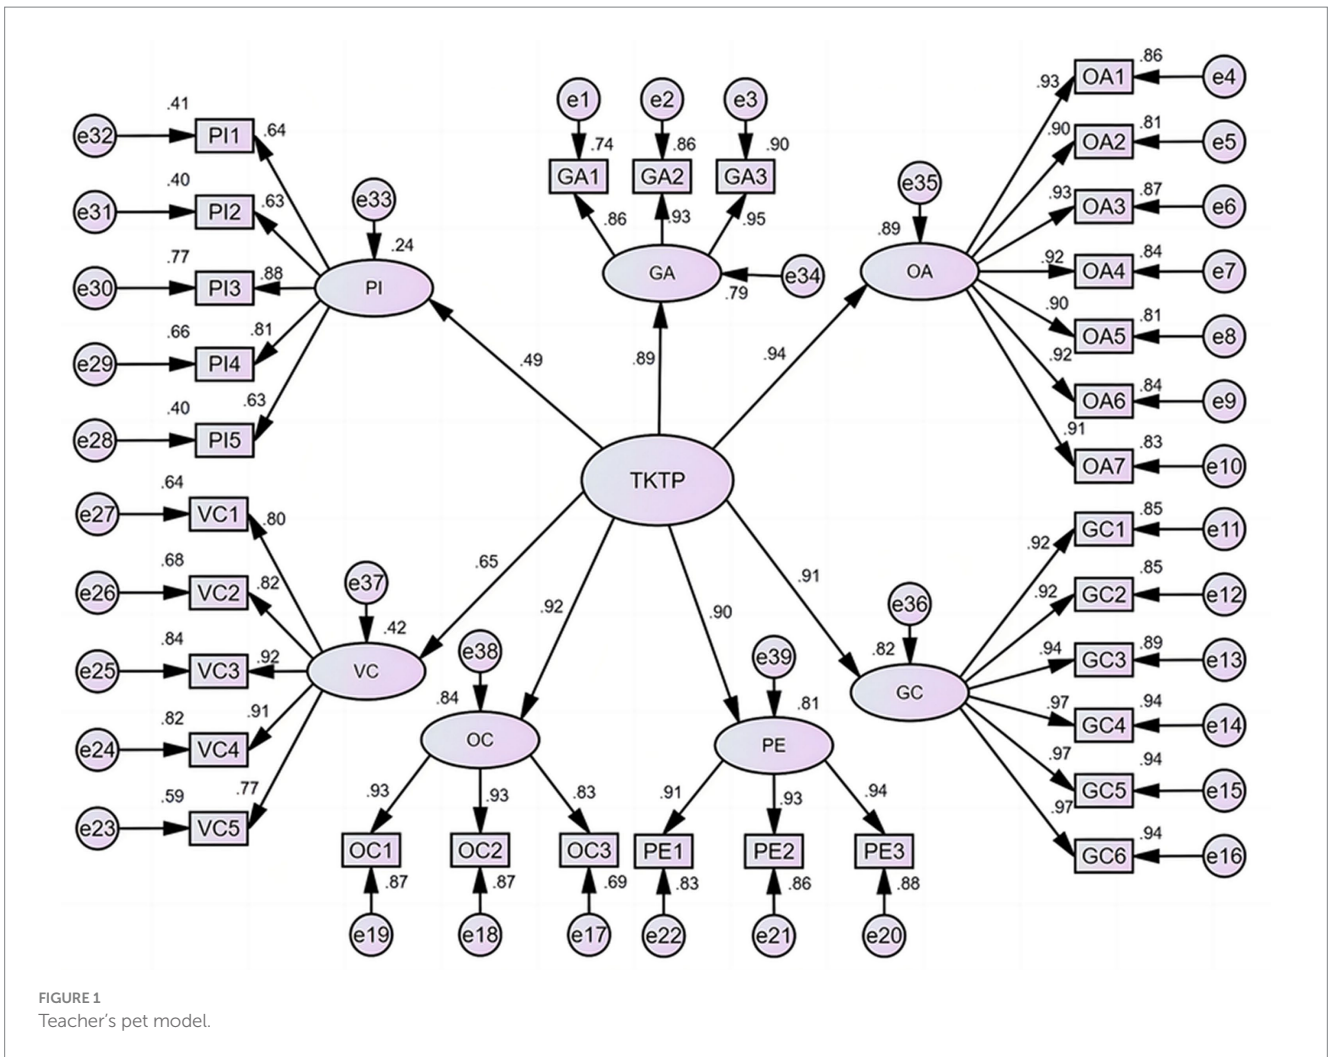 e32 .41 PI1 .64
e31 .40 PI2 .63
e30 .77 PI3 .88
e29 .66 PI4 .81
e28 .40 PI5 .63
e33 .24
PI
.49
e1 e2 e3
.74 .86 .90
GA1 GA2 GA3
.86 .93 .95
GA
e34
.79
.89
e35
.89
OA
.94
.93 OA1 .86 e4
.90 OA2 .81 e5
.93 OA3 .87 e6
.92 OA4 .84 e7
.90 OA5 .81 e8
.92 OA6 .84 e9
.91 OA7 .83 e10
TKTP
e27 .64 VC1 .80
e26 .68 VC2 .82
e25 .84 VC3 .92
e24 .82 VC4 .91
e23 .59 VC5 .77
e37 .42
VC
.65
.92
e38
.84
OC
.93 .93 .83
OC1 OC2 OC3
.87 .87 .69
e19 e18 e17
.90
e39
.81
PE
.91 .93 .94
PE1 PE2 PE3
.83 .86 .88
e22 e21 e20
.91
e36
.82
GC
.92 GC1 .85 e11
.92 GC2 .85 e12
.94 GC3 .89 e13
.97 GC4 .94 e14
.97 GC5 .94 e15
.97 GC6 .94 e16
FIGURE 1
Teacher's pet model.